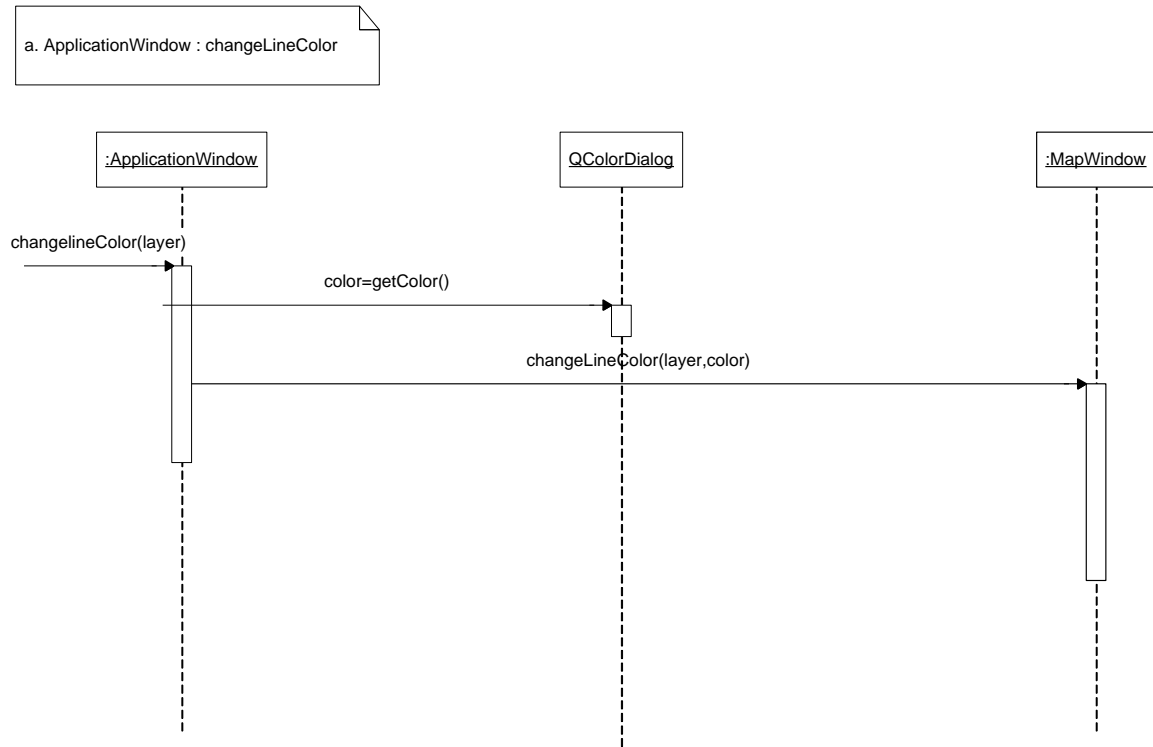 a. ApplicationWindow : changeLineColor
:ApplicationWindow
QColorDialog
:MapWindow
changelineColor(layer)
color=getColor()
changeLineColor(layer,color)